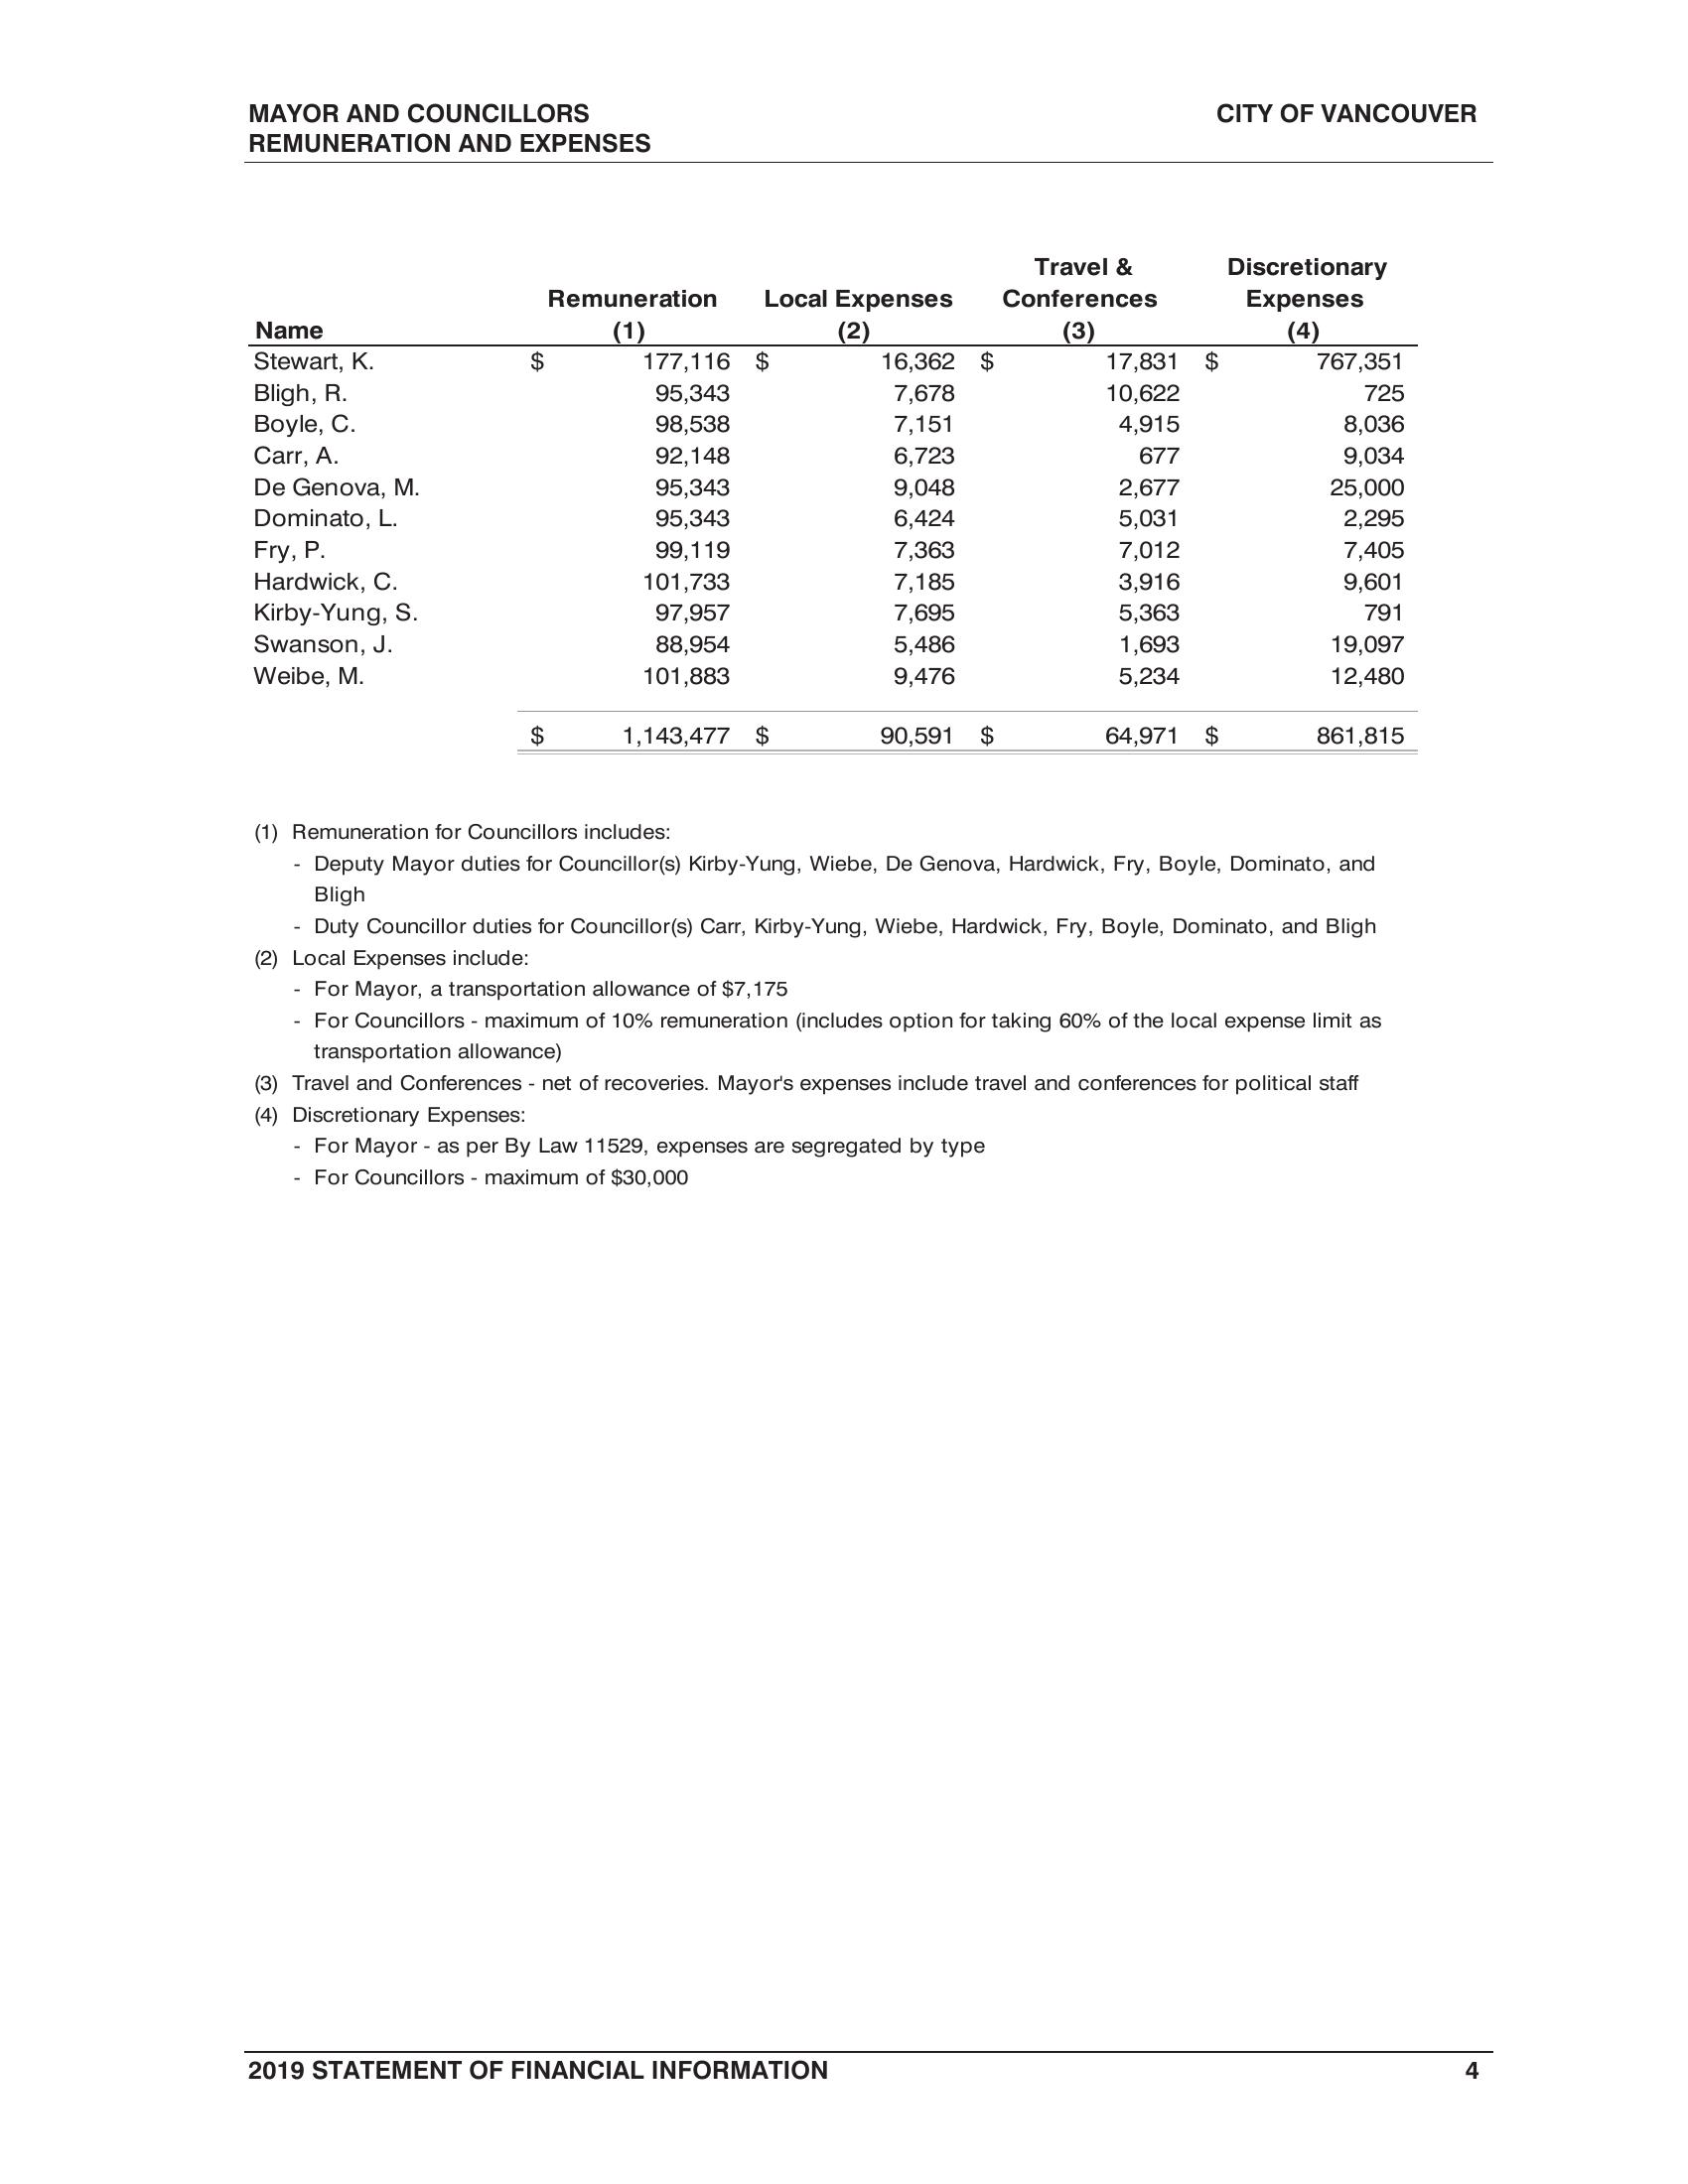 MAYOR AND COUNCILLORS CITY OF VANCOUVER
REMUNERATION AND EXPENSES
Travel & Discretionary
Remuneration Local Expenses Conferences Expenses
Name (1) (2) (3) (4)
Stewart, K. $ 177,116 $ 16,362 $ 17,831 $ 767,351
Bligh, R. 95,343 7,678 10,622 725
Boyle, C. 98,538 7,151 4,915 8,036
Carr, A. 92,148 6,723 677 9,034
De Genova, M. 95,343 9,048 2,677 25,000
Dominato, L. 95,343 6,424 5,031 2,295
Fry, P. 99,119 7,363 7,012 7,405
Hardwick, C. 101,733 7,185 3,916 9,601
Kirby-Yung, S. 97,957 7,695 5,363 791
Swanson, J. 88,954 5,486 1,693 19,097
Weibe, M. 101,883 9,476 5,234 12,480
$ 1,143,477 $ 90,591 $ 64,971 $ 861,815
(1) Remuneration for Councillors includes:
- Deputy Mayor duties for Councillor(s) Kirby-Yung, Wiebe, De Genova, Hardwick, Fry, Boyle, Dominato, and
Bligh
- Duty Councillor duties for Councillor(s) Carr, Kirby-Yung, Wiebe, Hardwick, Fry, Boyle, Dominato, and Bligh
(2) Local Expenses include:
- For Mayor, a transportation allowance of $7,175
- For Councillors - maximum of 10% remuneration (includes option for taking 60% of the local expense limit as
transportation allowance)
(3) Travel and Conferences - net of recoveries. Mayor's expenses include travel and conferences for political staff
(4) Discretionary Expenses:
- For Mayor - as per By Law 11529, expenses are segregated by type
- For Councillors - maximum of $30,000
2019 STATEMENT OF FINANCIAL INFORMATION 4